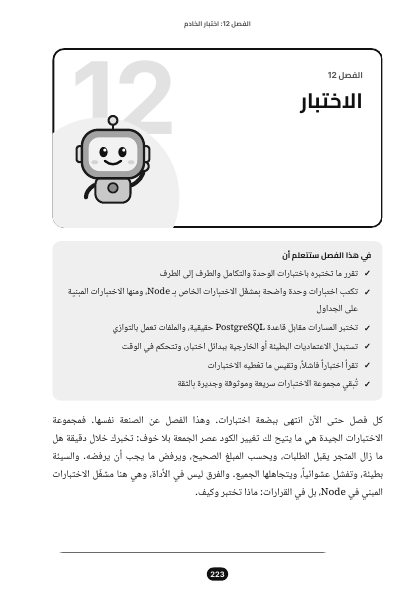 الفصل 12: اختبار الخادم
12
الفصل 12
الاختبار
في هذا الفصل ستتعلم أن
✓ تقرر ما تختبره باختبارات الوحدة والتكامل والطرف إلى الطرف
✓ تكتب اختبارات وحدة واضحة بمشغّل الاختبارات الخاص بـ Node، ومنها الاختبارات المبنية
على الجداول
✓ تختبر المسارات مقابل قاعدة PostgreSQL حقيقية، والملفات تعمل بالتوازي
✓ تستبدل الاعتماديات البطيئة أو الخارجية ببدائل اختبار، وتتحكم في الوقت
✓ تقرأ اختباراً فاشلاً، وتقيس ما تغطيه الاختبارات
✓ تُبقي مجموعة الاختبارات سريعة وموثوقة وجديرة بالثقة
كل فصل حتى الآن انتهى ببضعة اختبارات. وهذا الفصل عن الصنعة نفسها. فمجموعة
الاختبارات الجيدة هي ما يتيح لك تغيير الكود عصر الجمعة بلا خوف: تخبرك خلال دقيقة هل
ما زال المتجر يقبل الطلبات، ويحسب المبلغ الصحيح، ويرفض ما يجب أن يرفضه. والسيئة
بطيئة، وتفشل عشوائياً، ويتجاهلها الجميع. والفرق ليس في الأداة، وهي هنا مشغّل الاختبارات
المبني في Node، بل في القرارات: ماذا تختبر وكيف.
223